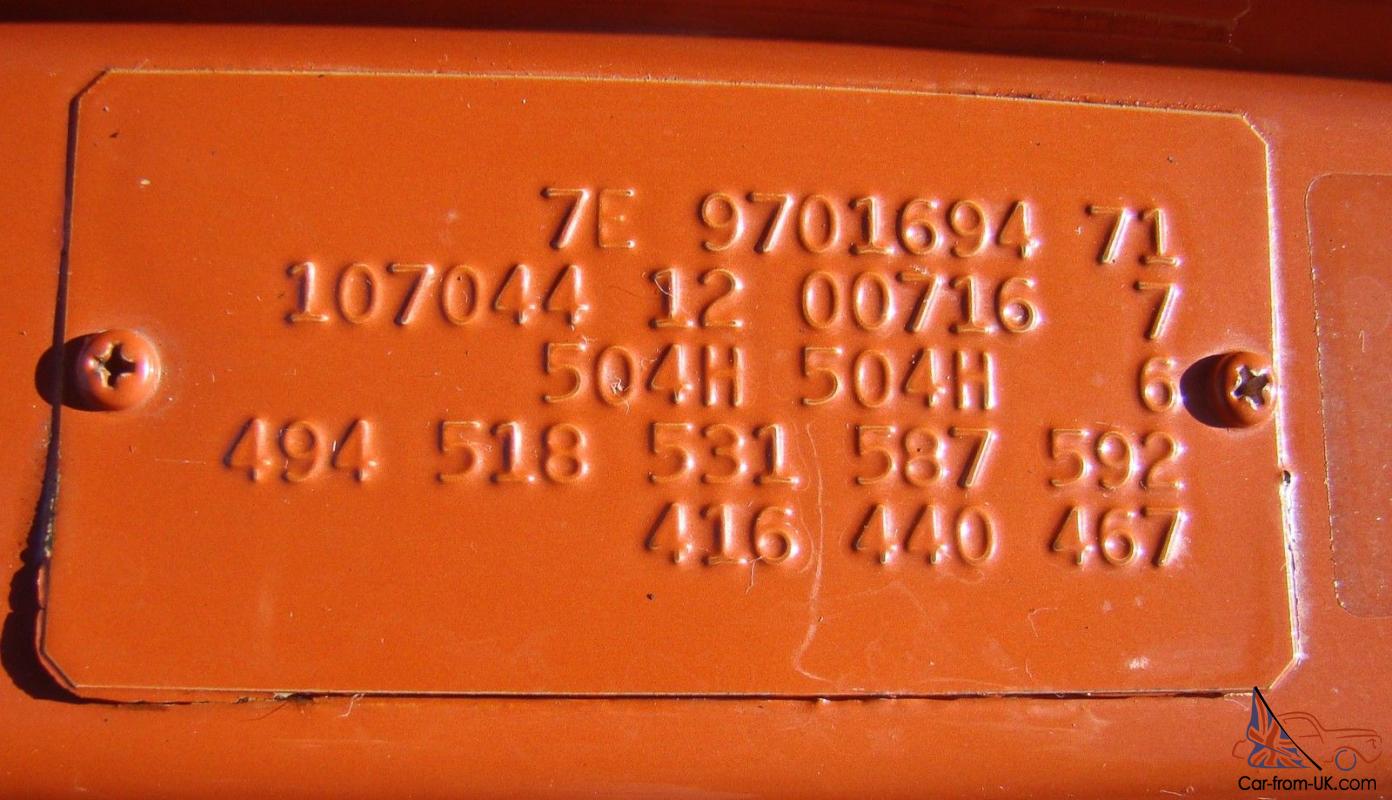 7E 9701694 71
107044 12 00716 7
504H 504H 6
494 518 531 587 592
416 440 467
Car-from-UK.com